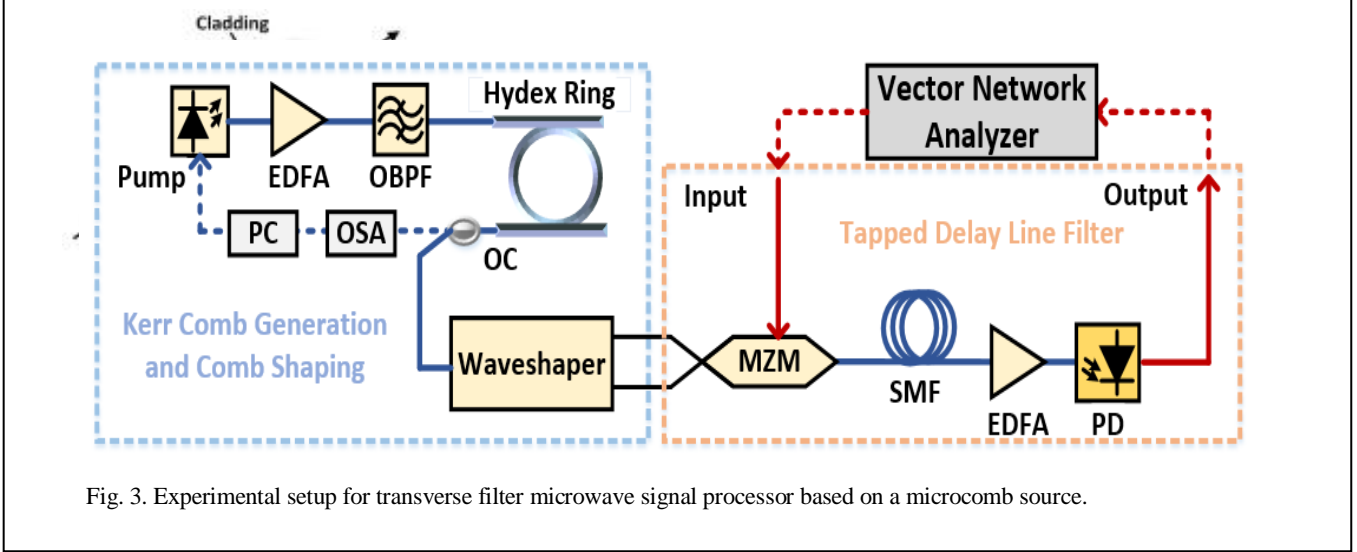 Cladding
Hydex Ring
Pump
EDFA
OBPF
PC
OSA
OC
Kerr Comb Generation
and Comb Shaping
Waveshaper
Vector Network
Analyzer
Input
Output
Tapped Delay Line Filter
MZM
SMF
EDFA
PD
Fig. 3. Experimental setup for transverse filter microwave signal processor based on a microcomb source.